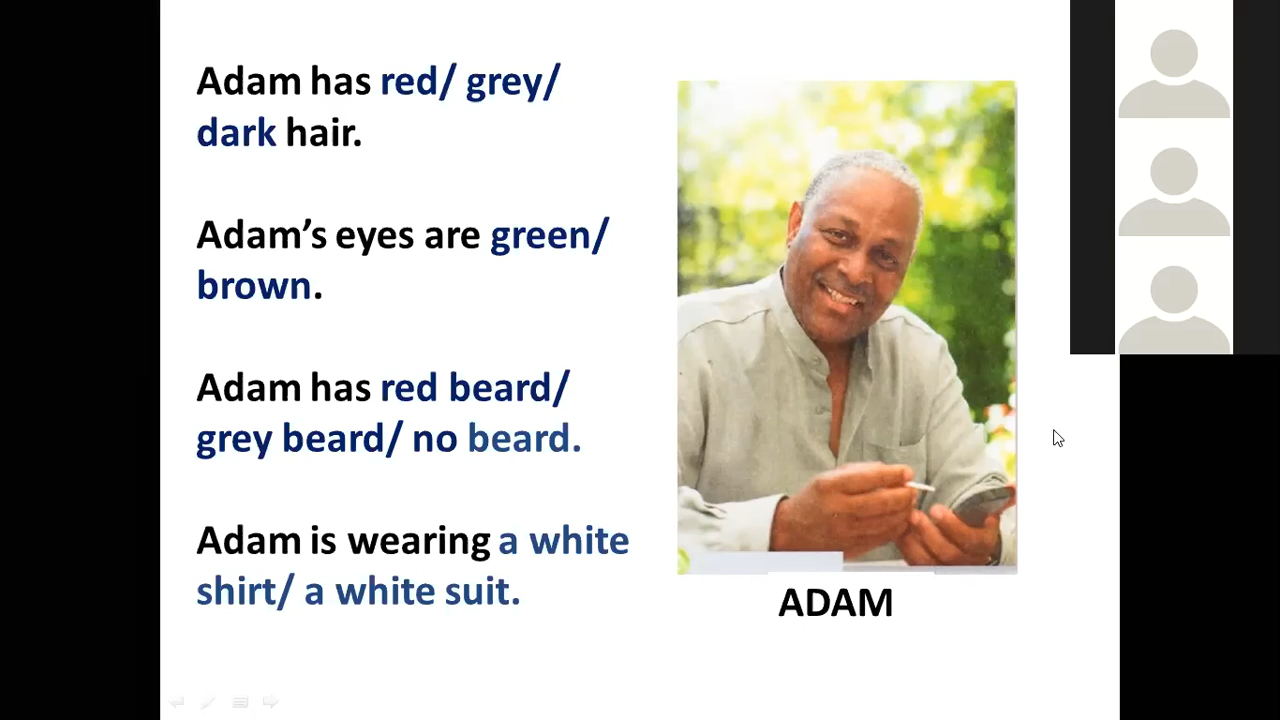 Adam has red/ grey/
dark hair.
Adam’s eyes are green/
brown.
Adam has red beard/
grey beard/ no beard.
Adam is wearing a white
shirt/ a white suit.
ADAM